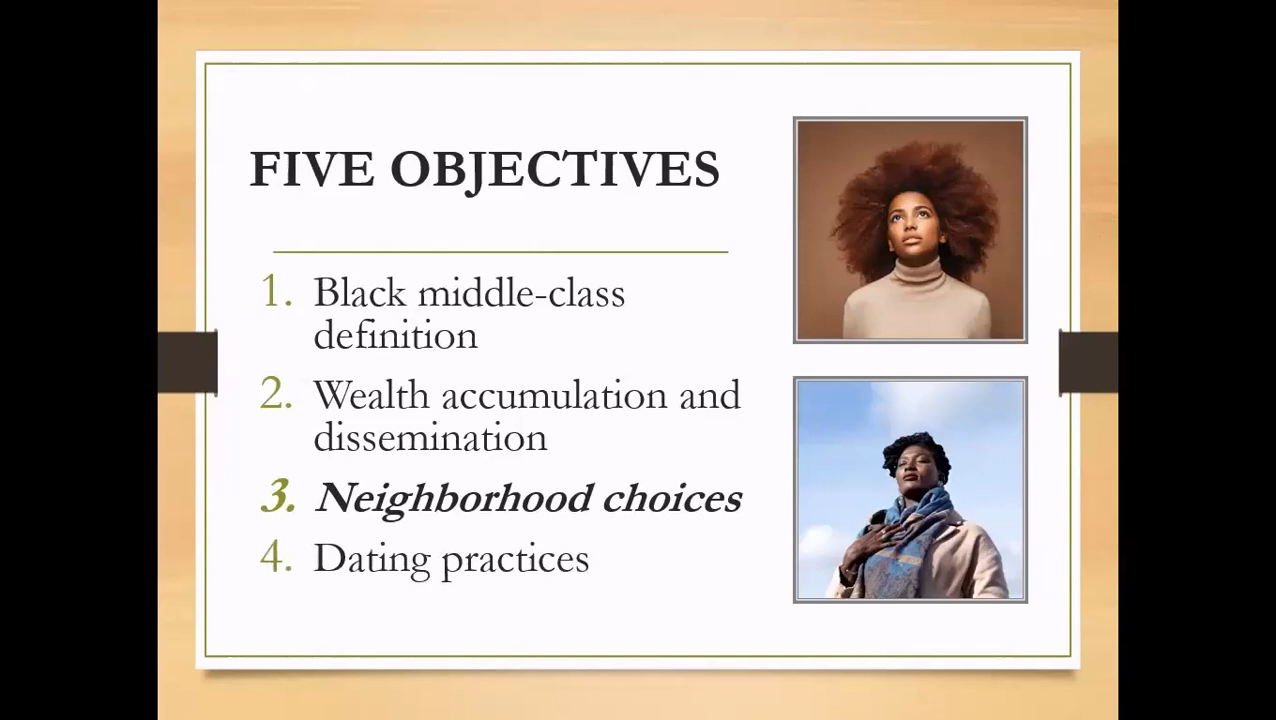 FIVE OBJECTIVES
1. Black middle-class
definition
2. Wealth accumulation and
dissemination
3. Neighborhood choices
4. Dating practices